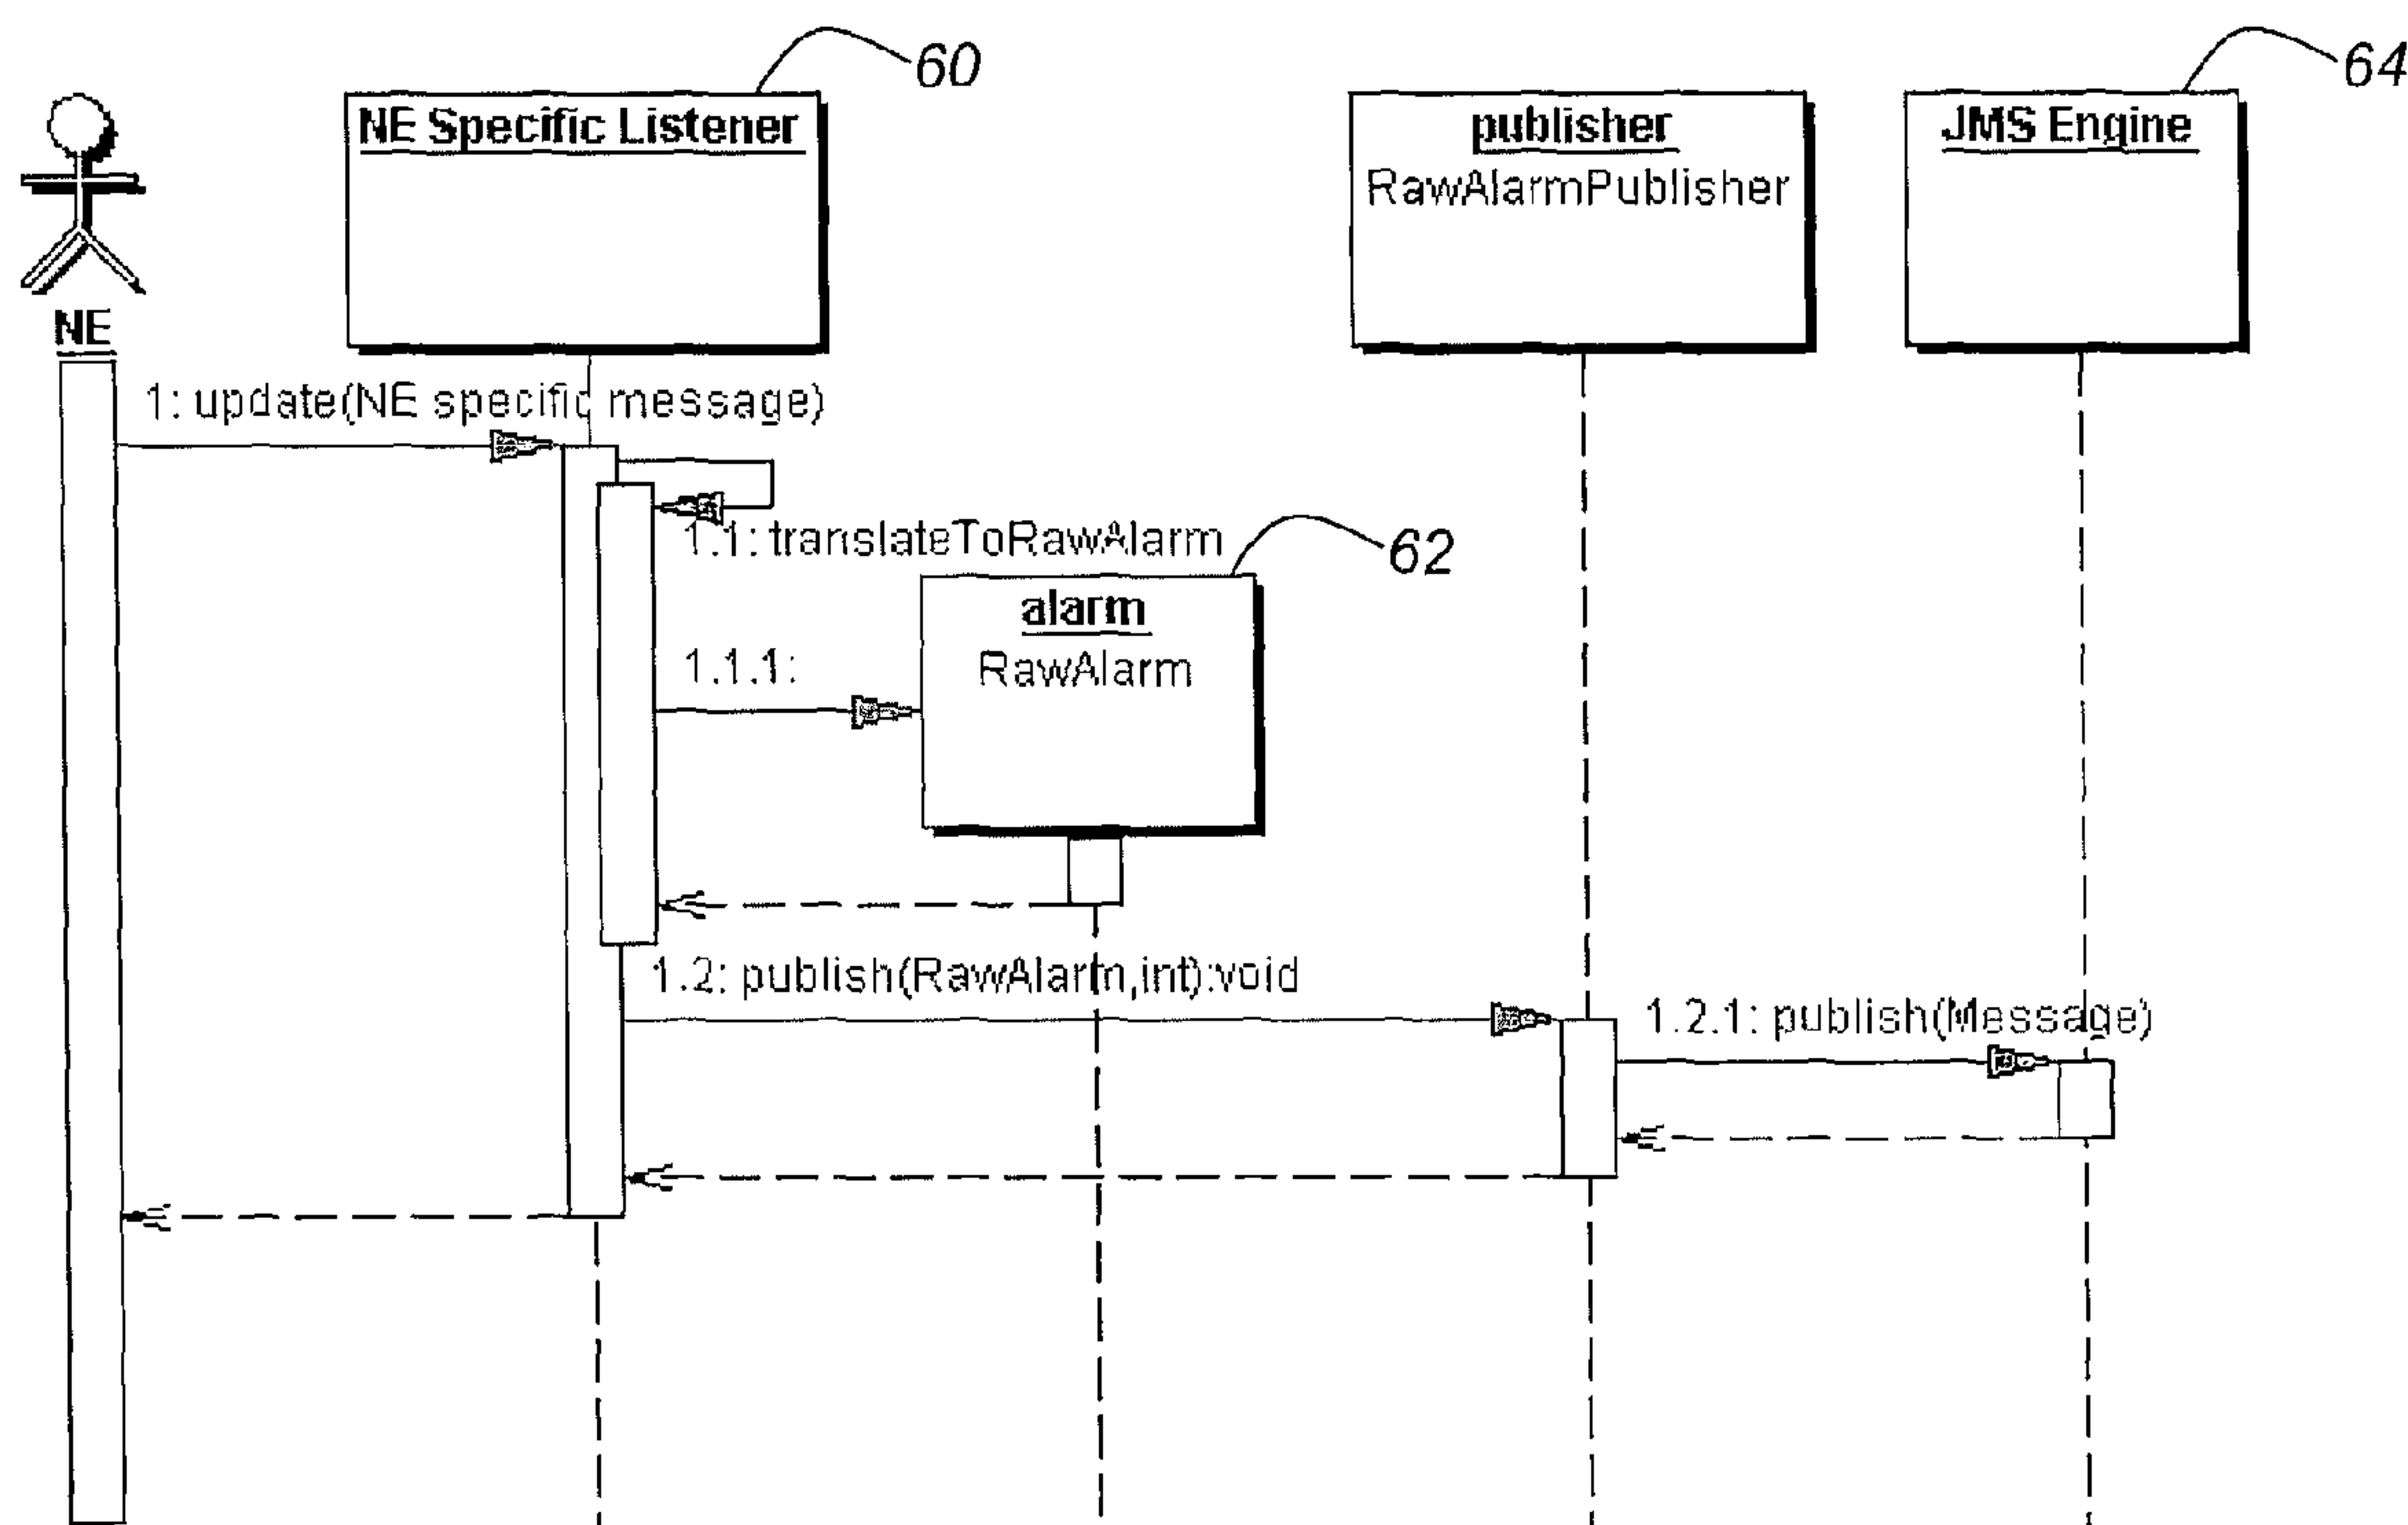 60
64
NE Specific Listener
publisher
RawAlarmPublisher
JMS Engine
NE
1: update(NE specific message)
1.1: translateToRawAlarm
62
alarm
RawAlarm
1.1.1:
1.2: publish(RawAlarm,int):void
1.2.1: publish(Message)